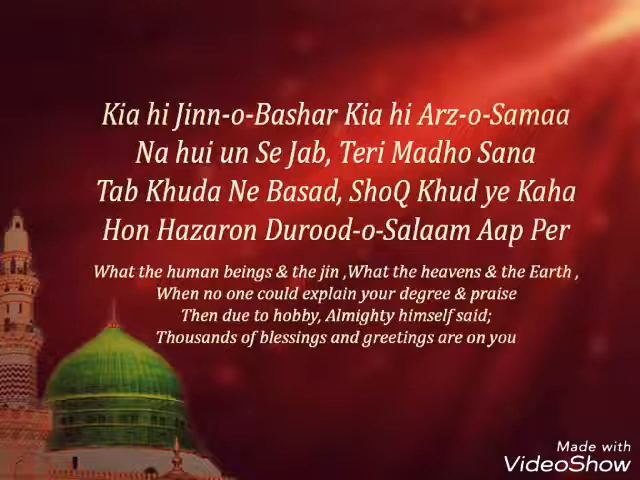 Kia hi Jinn-o-Bashar Kia hi Arz-o-Samaa
Na hui un Se Jab, Teri Madho Sana
Tab Khuda Ne Basad, ShoQ Khud ye Kaha
Hon Hazaron Durood-o-Salaam Aap Per
What the human beings & the jin ,What the heavens & the Earth ,
When no one could explain your degree & praise
Then due to hobby, Almighty himself said;
Thousands of blessings and greetings are on you
Made with
VideoShow